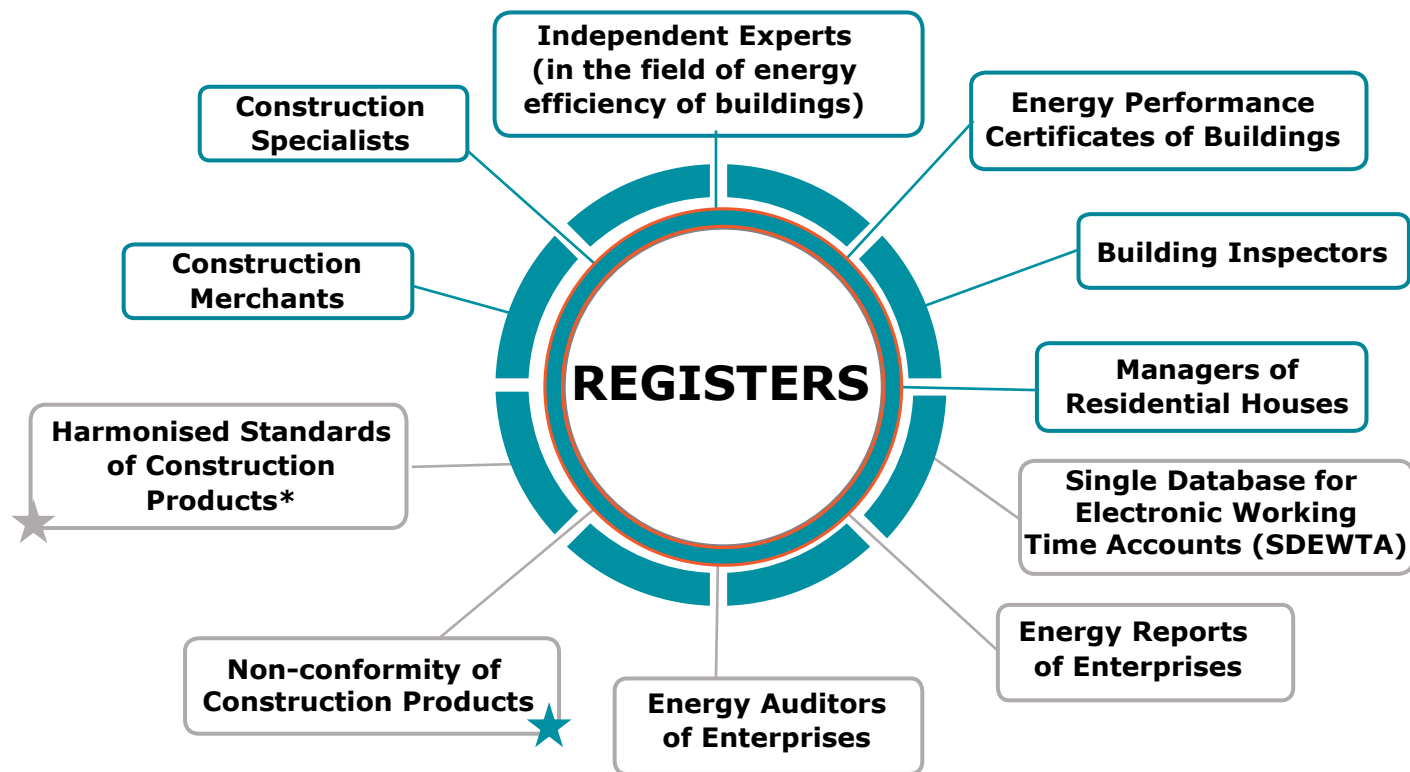 Independent Experts
(in the field of energy
efficiency of buildings)
Construction
Specialists
Energy Performance
Certificates of Buildings
Construction
Merchants
Building Inspectors
REGISTERS
Managers of
Residential Houses
Harmonised Standards
of Construction
Products*
Single Database for
Electronic Working
Time Accounts (SDEWTA)
Non-conformity of
Construction Products
Energy Auditors
of Enterprises
Energy Reports
of Enterprises